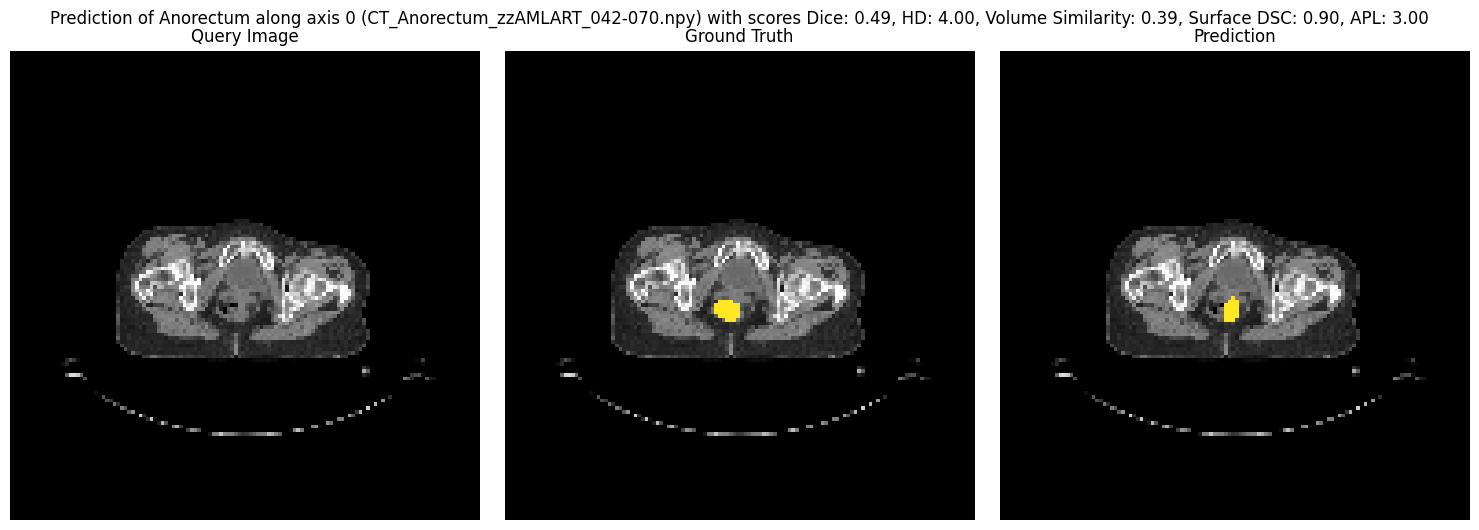 Prediction of Anorectum along axis 0 (CT_Anorectum_zzAMLART_042-070.npy) with scores Dice: 0.49, HD: 4.00, Volume Similarity: 0.39, Surface DSC: 0.90, APL: 3.00
Query Image
Ground Truth
Prediction